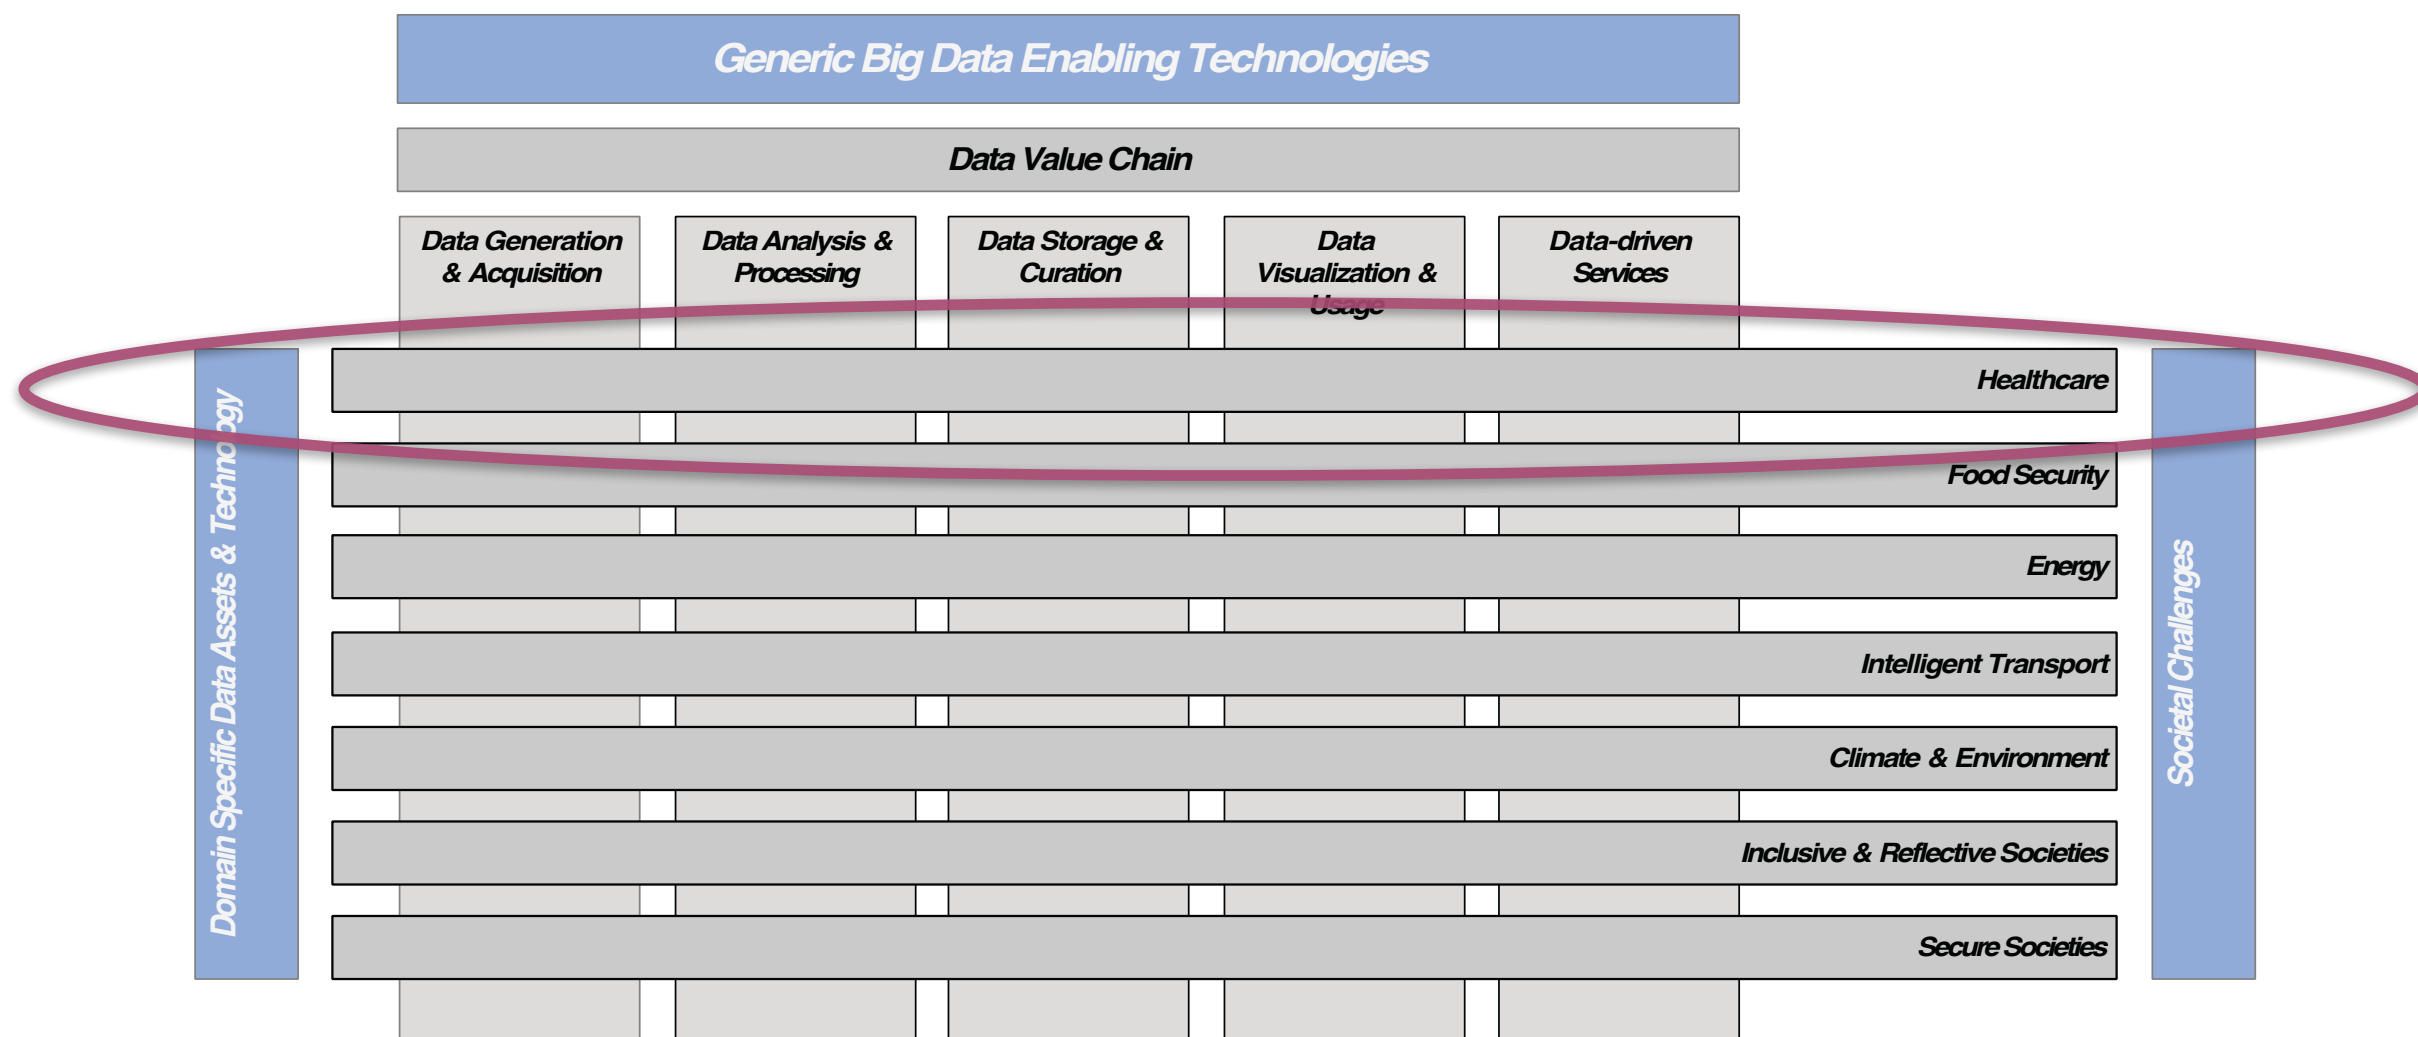 Generic Big Data Enabling Technologies
Data Value Chain
Data Generation
& Acquisition
Data Analysis &
Processing
Data Storage &
Curation
Data
Visualization &
Usage
Data-driven
Services
Domain Specific Data Assets & Technology
Healthcare
Food Security
Energy
Intelligent Transport
Climate & Environment
Inclusive & Reflective Societies
Secure Societies
Societal Challenges